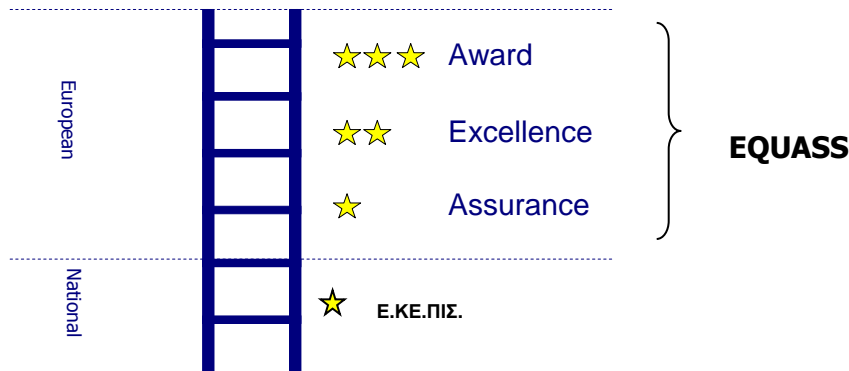 European
Award
Excellence
Assurance
EQUASS
National
Ε.ΚΕ.ΠΙΣ.